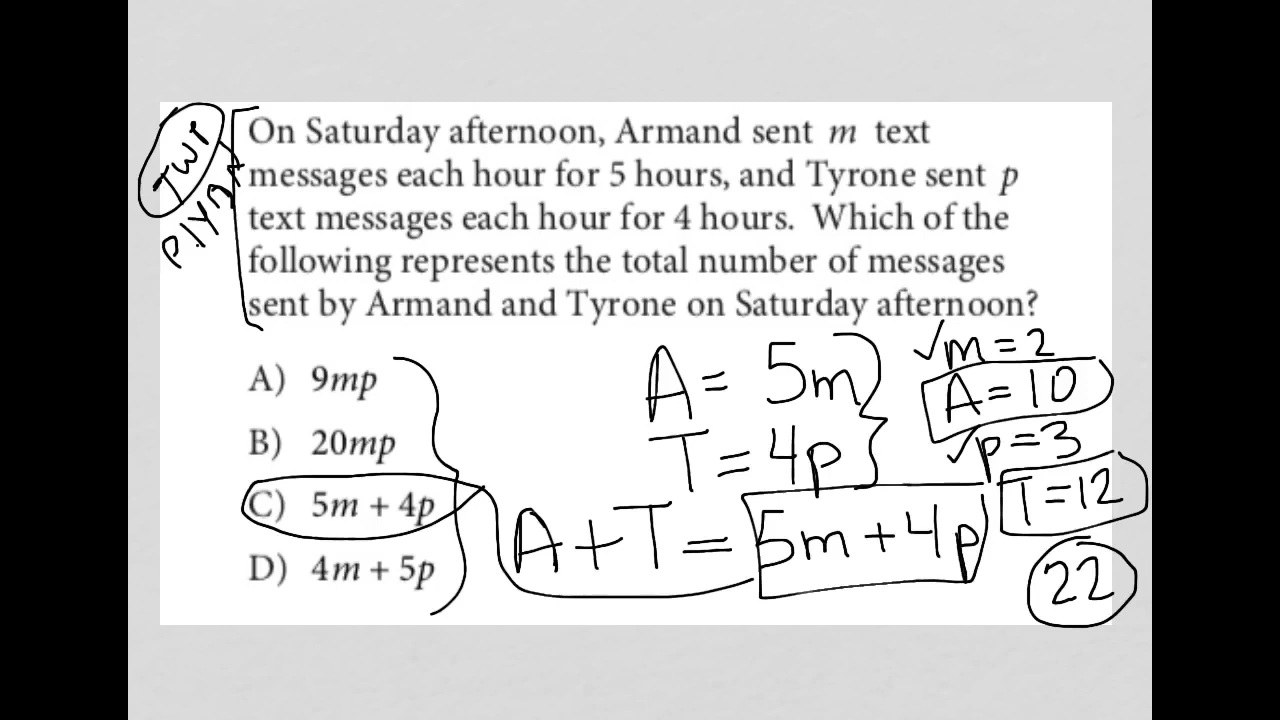 TWT
PIYNA
On Saturday afternoon, Armand sent m text
messages each hour for 5 hours, and Tyrone sent p
text messages each hour for 4 hours. Which of the
following represents the total number of messages
sent by Armand and Tyrone on Saturday afternoon?
A) 9mp
B) 20mp
C) 5m + 4p
D) 4m + 5p
A = 5m
T = 4p
A + T = 5m + 4p
✓ m = 2
A = 10
✓ p = 3
T = 12
22